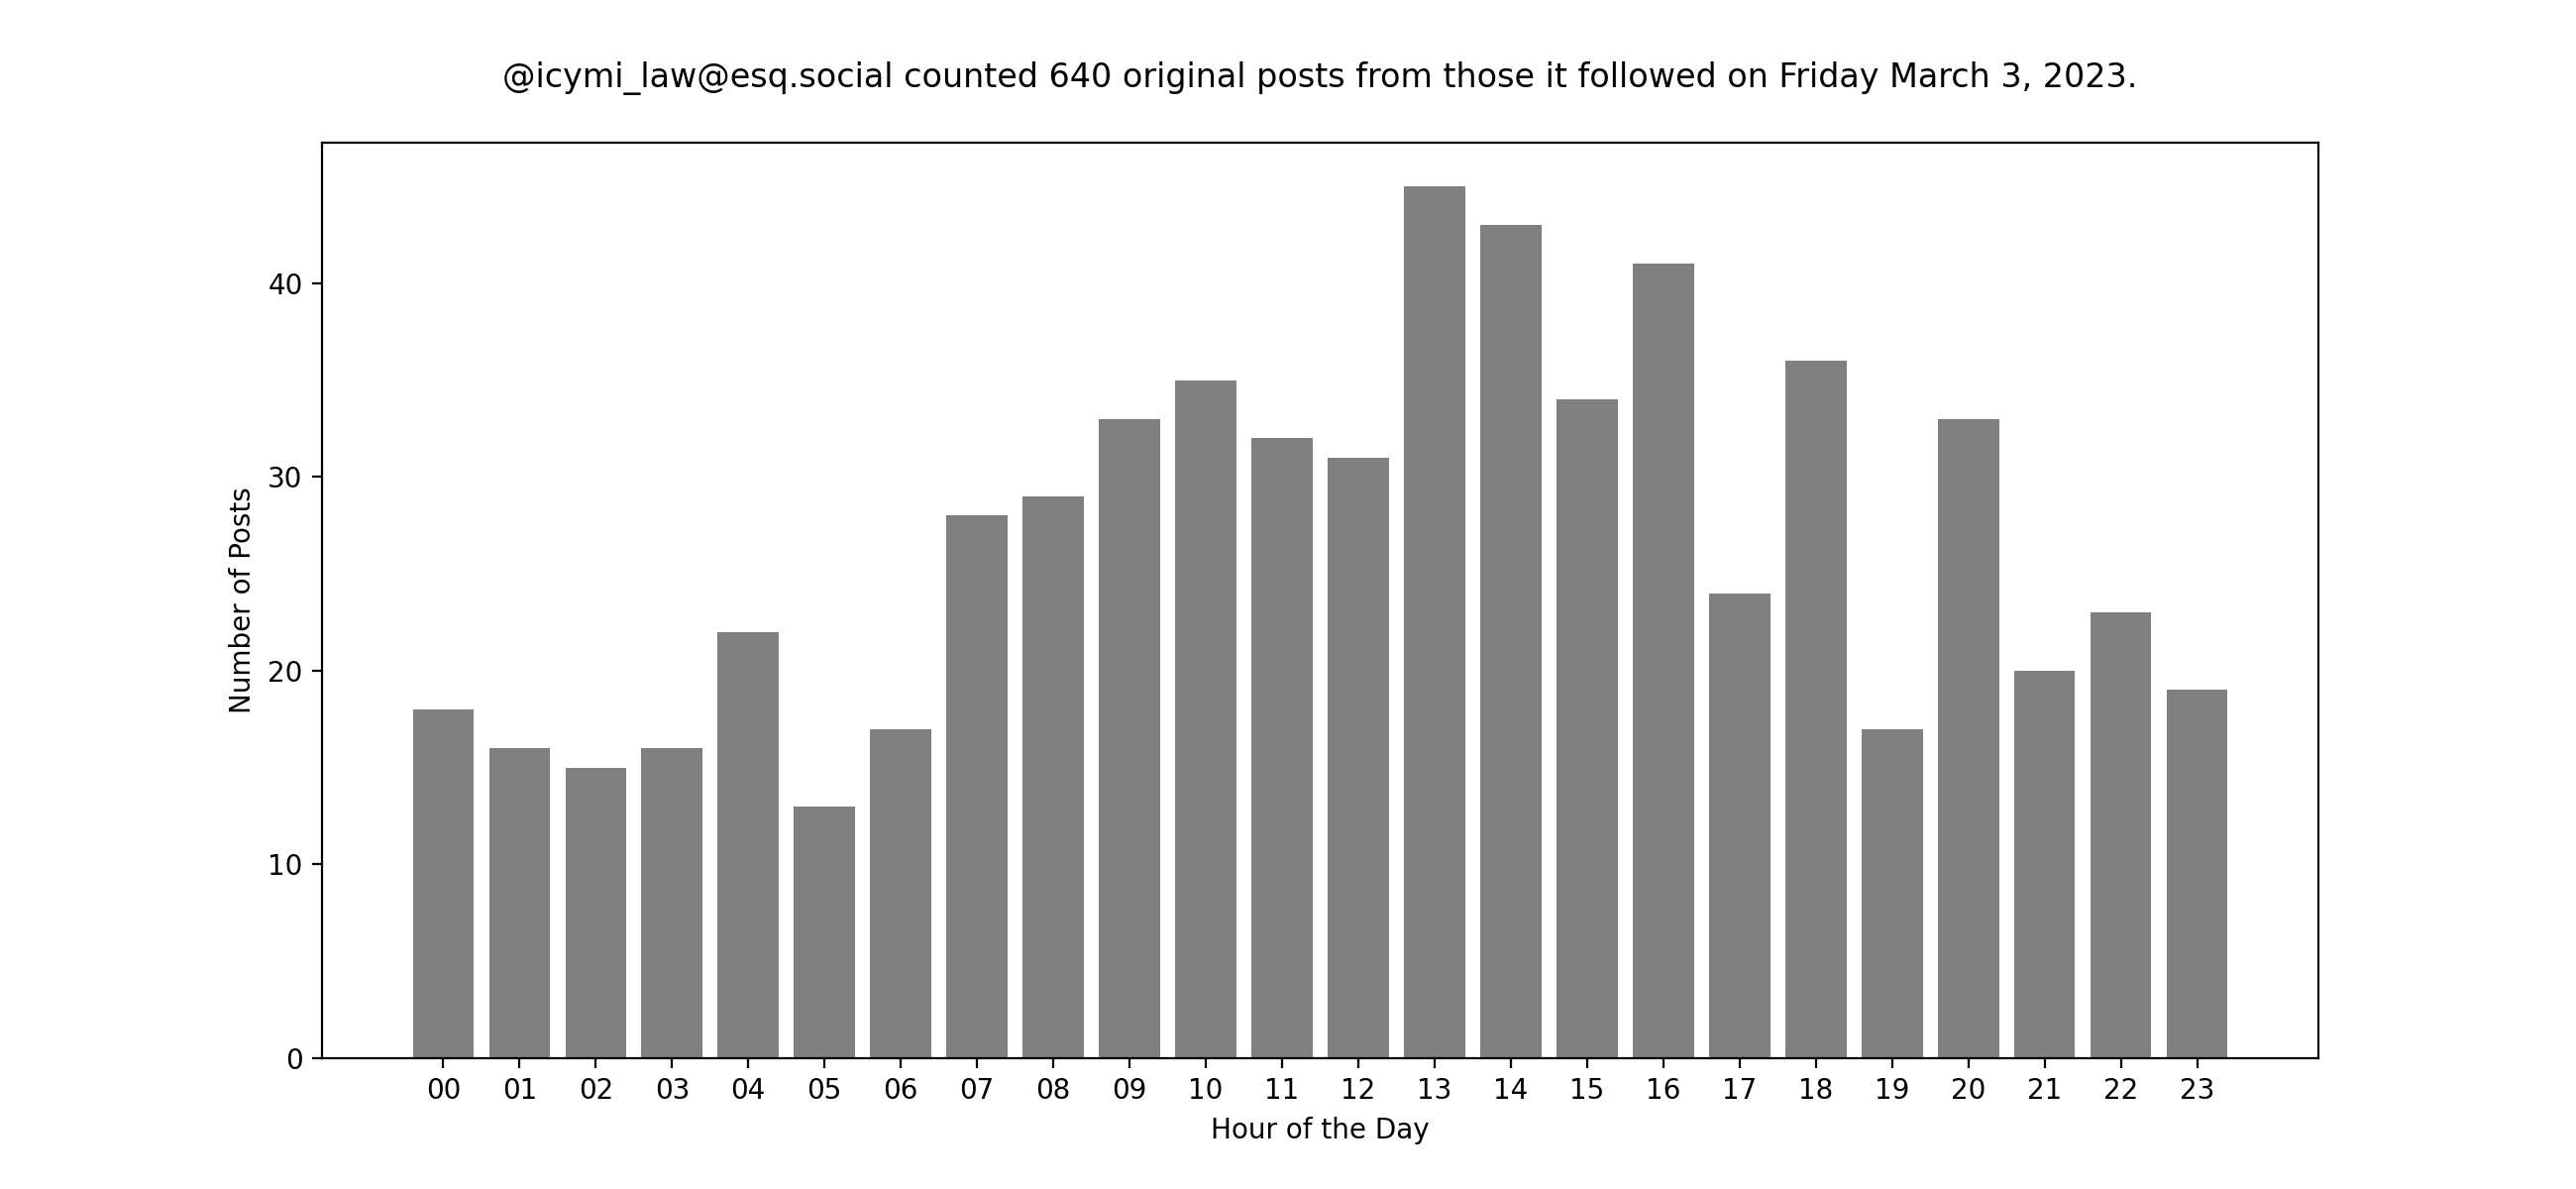 @icymi_law@esq.social counted 640 original posts from those it followed on Friday March 3, 2023.
Number of Posts
40
30
20
10
0
00 01 02 03 04 05 06 07 08 09 10 11 12 13 14 15 16 17 18 19 20 21 22 23
Hour of the Day